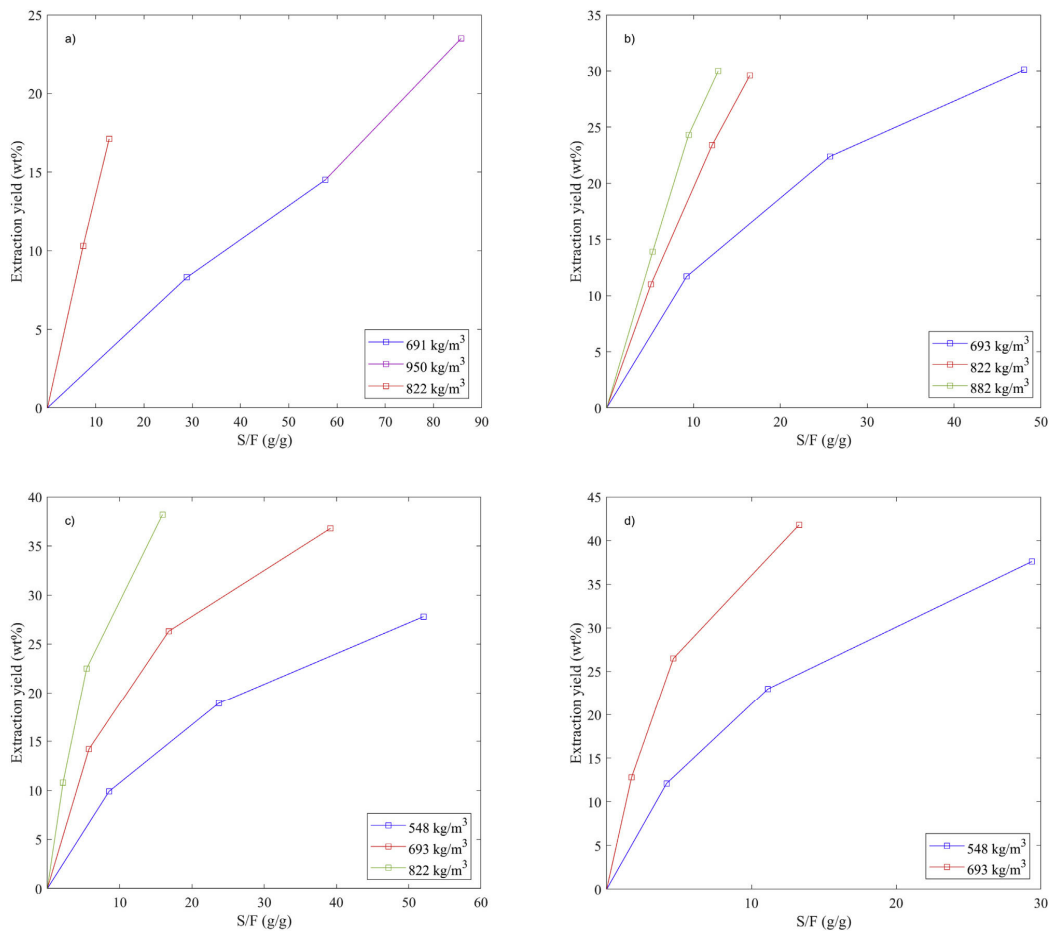 a)
Extraction yield (wt%)
25
20
15
10
5
0
10 20 30 40 50 60 70 80 90
S/F (g/g)
691 kg/m³
950 kg/m³
822 kg/m³
b)
Extraction yield (wt%)
35
30
25
20
15
10
5
0
10 20 30 40 50
S/F (g/g)
693 kg/m³
822 kg/m³
882 kg/m³
c)
Extraction yield (wt%)
40
35
30
25
20
15
10
5
0
10 20 30 40 50 60
S/F (g/g)
548 kg/m³
693 kg/m³
822 kg/m³
d)
Extraction yield (wt%)
45
40
35
30
25
20
15
10
5
0
10 20 30
S/F (g/g)
548 kg/m³
693 kg/m³